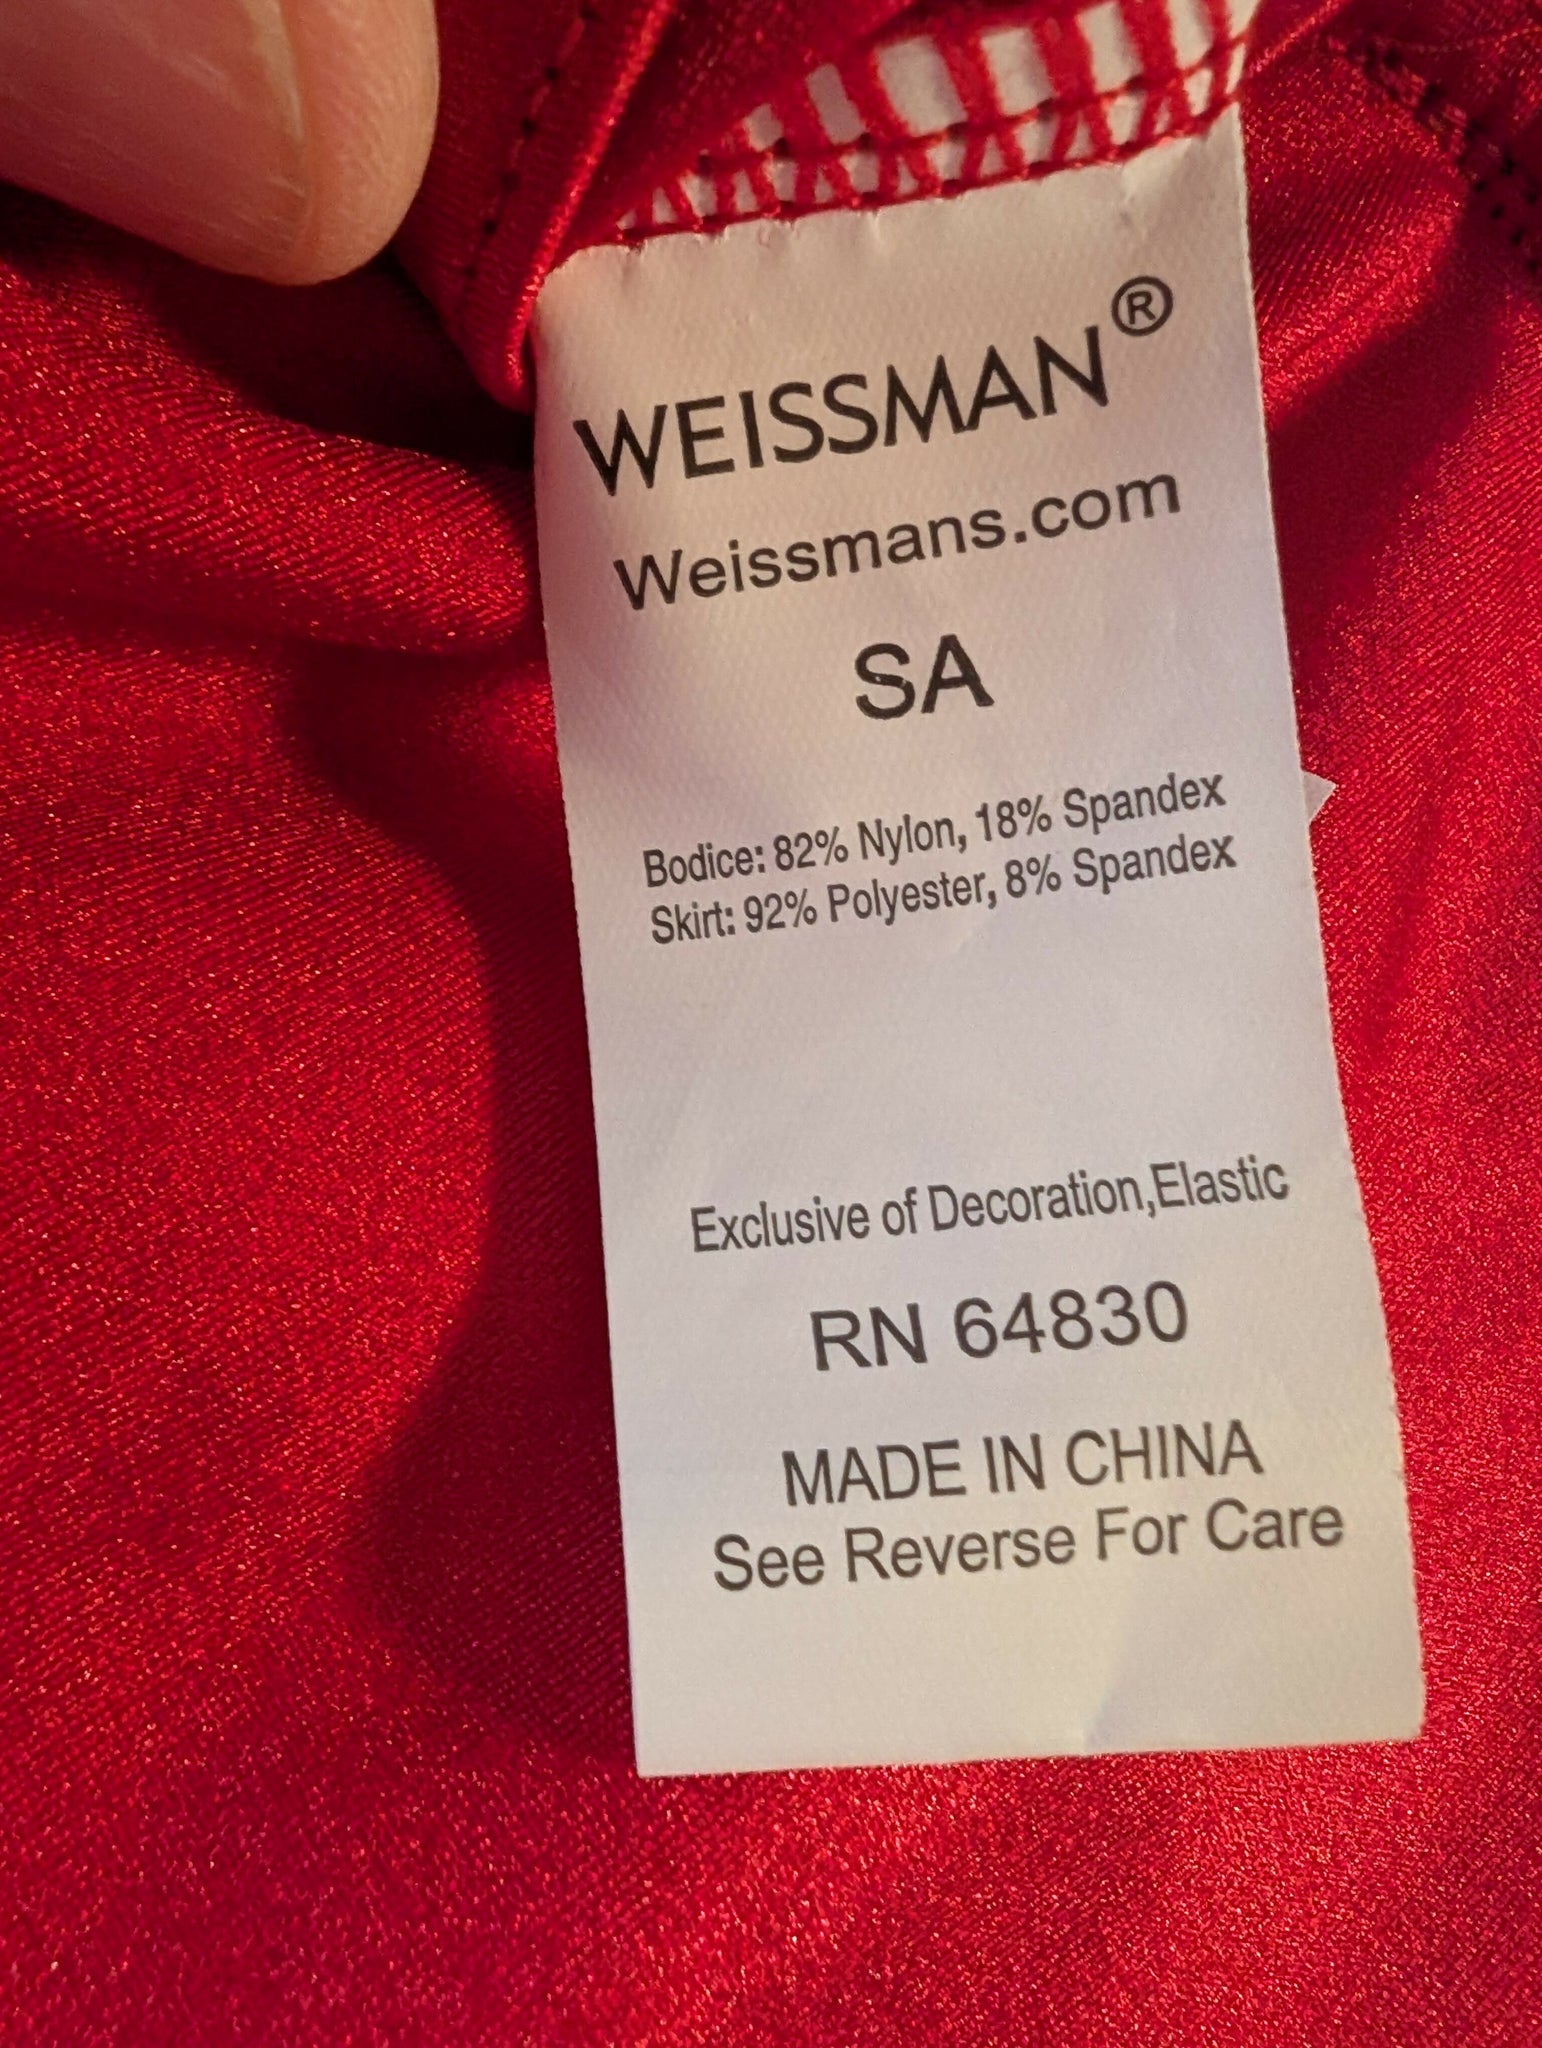 WEISSMAN®
Weissmans.com
SA
Bodice: 82% Nylon, 18% Spandex
Skirt: 92% Polyester, 8% Spandex
Exclusive of Decoration,Elastic
RN 64830
MADE IN CHINA
See Reverse For Care